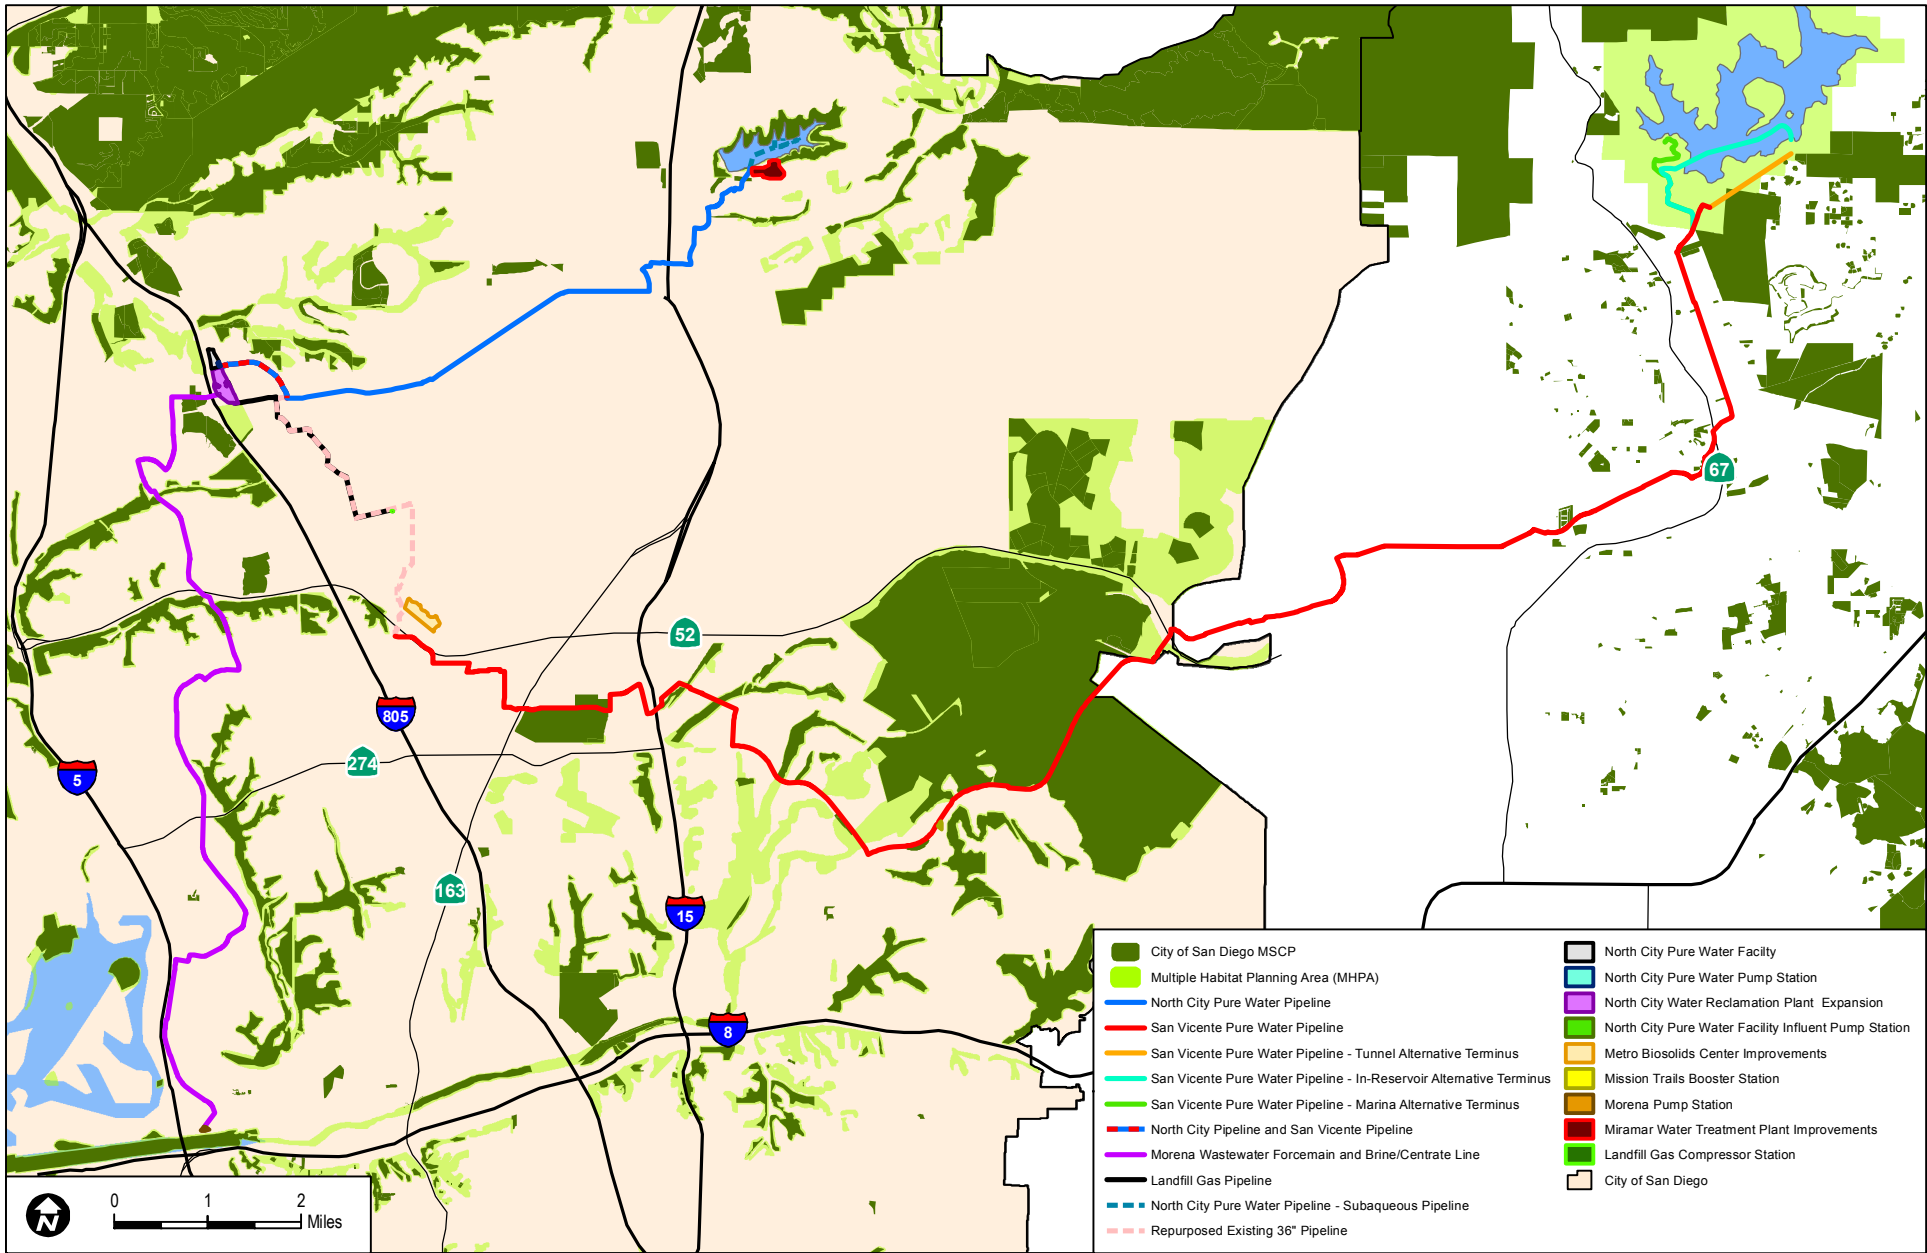 67
52
805
274
5
163
15
8
N
0 1 2
Miles
City of San Diego MSCP
Multiple Habitat Planning Area (MHPA)
North City Pure Water Pipeline
San Vicente Pure Water Pipeline
San Vicente Pure Water Pipeline - Tunnel Alternative Terminus
San Vicente Pure Water Pipeline - In-Reservoir Alternative Terminus
San Vicente Pure Water Pipeline - Marina Alternative Terminus
North City Pipeline and San Vicente Pipeline
Morena Wastewater Forcemain and Brine/Centrate Line
Landfill Gas Pipeline
North City Pure Water Pipeline - Subaqueous Pipeline
Repurposed Existing 36" Pipeline
North City Pure Water Facilty
North City Pure Water Pump Station
North City Water Reclamation Plant Expansion
North City Pure Water Facility Influent Pump Station
Metro Biosolids Center Improvements
Mission Trails Booster Station
Morena Pump Station
Miramar Water Treatment Plant Improvements
Landfill Gas Compressor Station
City of San Diego